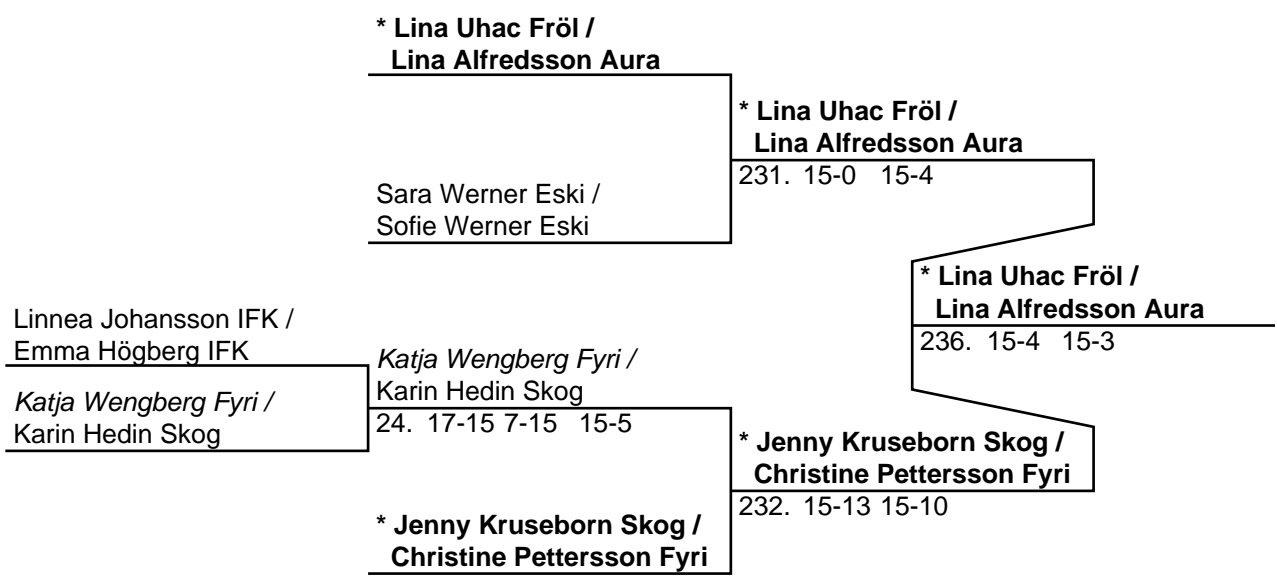 * Lina Uhac Fröl /
Lina Alfredsson Aura
* Lina Uhac Fröl /
Lina Alfredsson Aura
231. 15-0 15-4
Sara Werner Eski /
Sofie Werner Eski
* Lina Uhac Fröl /
Lina Alfredsson Aura
236. 15-4 15-3
Linnea Johansson IFK /
Emma Högberg IFK
Katja Wengberg Fyri /
Karin Hedin Skog
Katja Wengberg Fyri /
Karin Hedin Skog
24. 17-15 7-15 15-5
* Jenny Kruseborn Skog /
Christine Pettersson Fyri
232. 15-13 15-10
* Jenny Kruseborn Skog /
Christine Pettersson Fyri